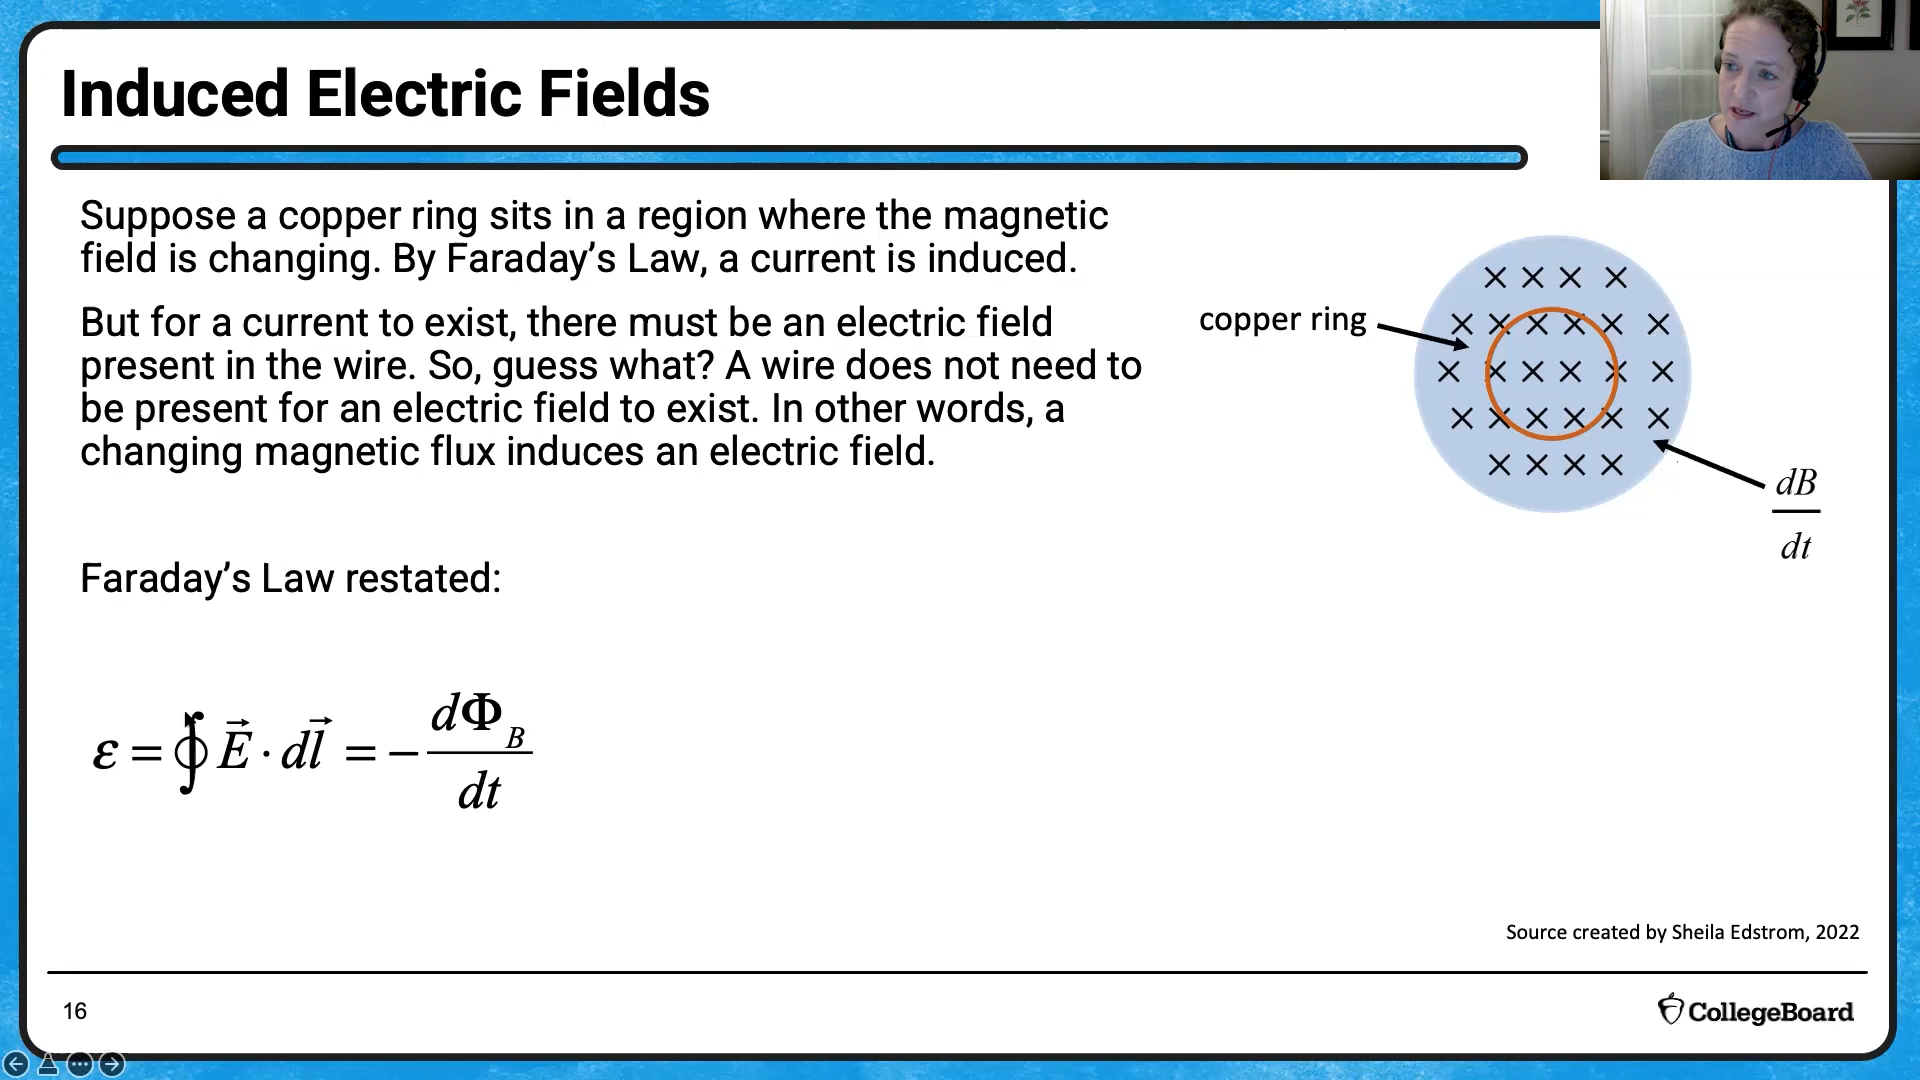 Induced Electric Fields
Suppose a copper ring sits in a region where the magnetic
field is changing. By Faraday’s Law, a current is induced.
But for a current to exist, there must be an electric field
present in the wire. So, guess what? A wire does not need to
be present for an electric field to exist. In other words, a
changing magnetic flux induces an electric field.
copper ring
× × × ×
× × × × × ×
× × × × × ×
× × × × × ×
× × × ×
dB
dt
Faraday’s Law restated:
ε = ∮ E⃗ · dl⃗ = − dΦ_B / dt
Source created by Sheila Edstrom, 2022
16
CollegeBoard